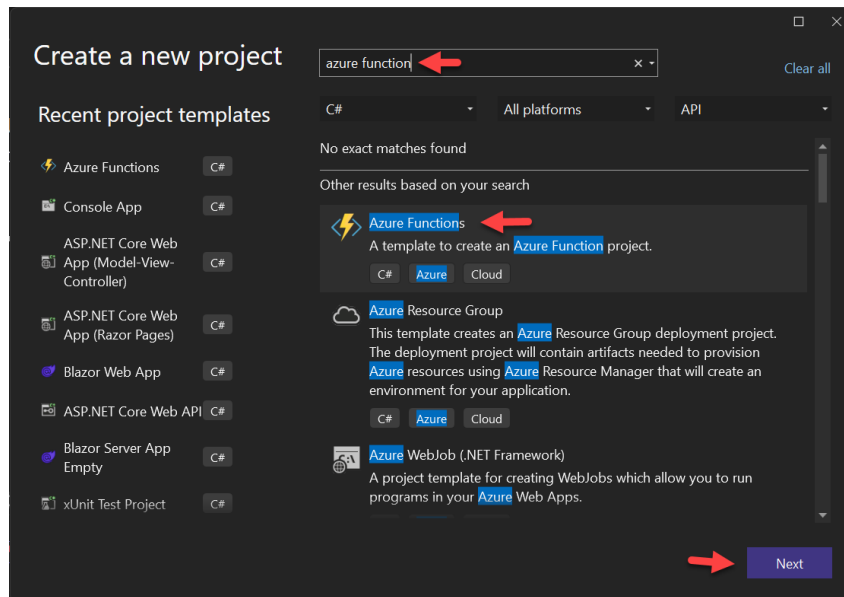 Create a new project
azure function
Clear all
Recent project templates
C#
All platforms
API
Azure Functions C#
Console App C#
ASP.NET Core Web
App (Model-View-
Controller)
C#
ASP.NET Core Web
App (Razor Pages)
C#
Blazor Web App C#
ASP.NET Core Web API C#
Blazor Server App
Empty
C#
xUnit Test Project C#
No exact matches found
Other results based on your search
Azure Functions
A template to create an Azure Function project.
C# Azure Cloud
Azure Resource Group
This template creates an Azure Resource Group deployment project.
The deployment project will contain artifacts needed to provision
Azure resources using Azure Resource Manager that will create an
environment for your application.
C# Azure Cloud
Azure WebJob (.NET Framework)
A project template for creating WebJobs which allow you to run
programs in your Azure Web Apps.
Next